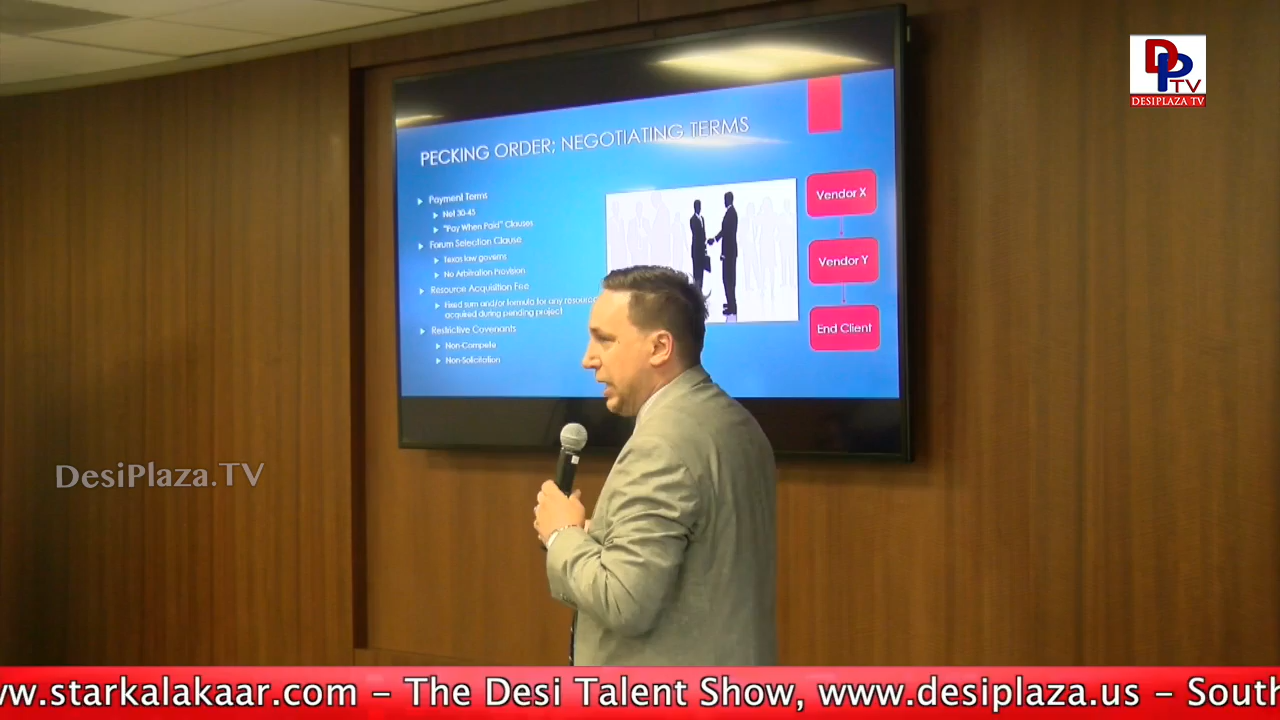 DP
TV
DESIPLAZA TV
PECKING ORDER; NEGOTIATING TERMS
Payment Terms
Net 30-45
"Pay When Paid" Clauses
Forum Selection Clause
Texas law governs
No Arbitration Provision
Resource Acquisition Fee
Fixed sum and/or formula for any
acquired during pending project
Restrictive Covenants
Non-Compete
Non-Solicitation
Vendor X
Vendor Y
End Client
DesiPlaza.TV
w.starkalakaar.com – The Desi Talent Show, www.desiplaza.us – South